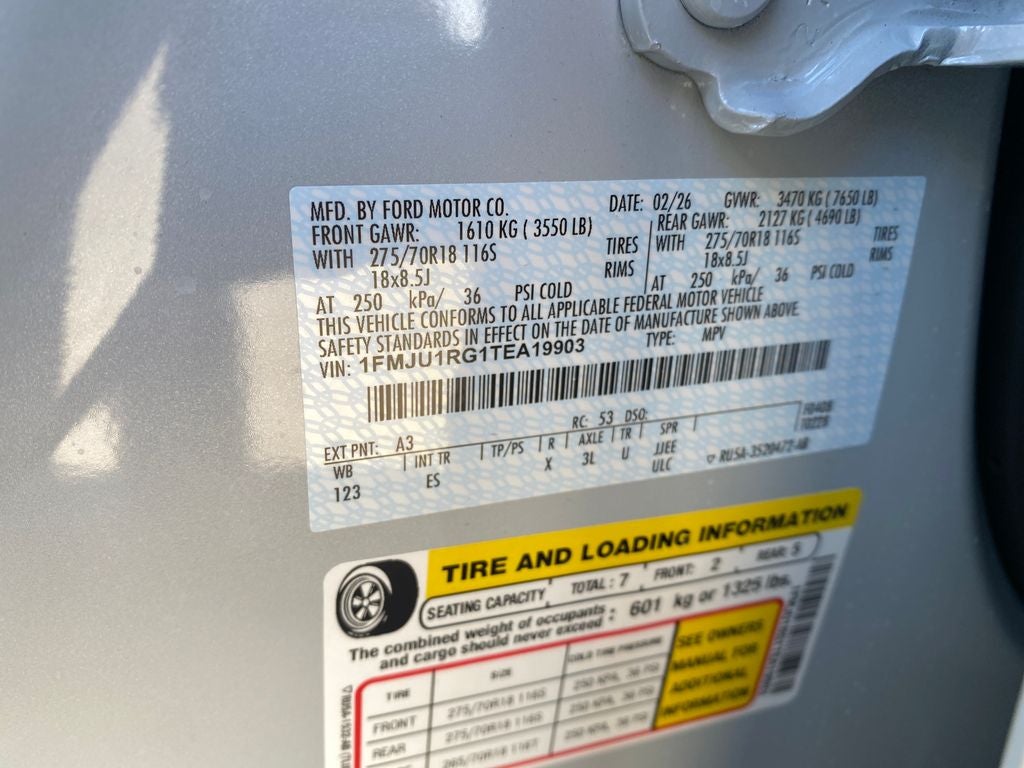 MFD. BY FORD MOTOR CO. DATE: 02/26 GVWR: 3470 KG ( 7650 LB)
FRONT GAWR: 1610 KG ( 3550 LB) REAR GAWR: 2127 KG ( 4690 LB)
WITH 275/70R18 116S TIRES WITH 275/70R18 116S TIRES
18x8.5J RIMS 18x8.5J RIMS
AT 250 kPa/ 36 PSI COLD AT 250 kPa/ 36 PSI COLD
THIS VEHICLE CONFORMS TO ALL APPLICABLE FEDERAL MOTOR VEHICLE
SAFETY STANDARDS IN EFFECT ON THE DATE OF MANUFACTURE SHOWN ABOVE.
VIN: 1FMJU1RG1TEA19903 TYPE: MPV
RC: 53 DSO:
EXT PNT: A3
WB INT TR TP/PS R AXLE TR SPR
123 ES X 3L U JJEE
ULC
RU5A-3520472-AB
TIRE AND LOADING INFORMATION
SEATING CAPACITY TOTAL : 7 FRONT: 2 REAR: 5
The combined weight of occupants : 601 kg or 1325 lbs.
and cargo should never exceed
TIRE SIZE COLD TIRE PRESSURE
FRONT 275/70R18 116S 250 KPA, 36 PSI
REAR 275/70R18 116S 250 KPA, 36 PSI
SEE OWNERS
MANUAL FOR
ADDITIONAL
INFORMATION